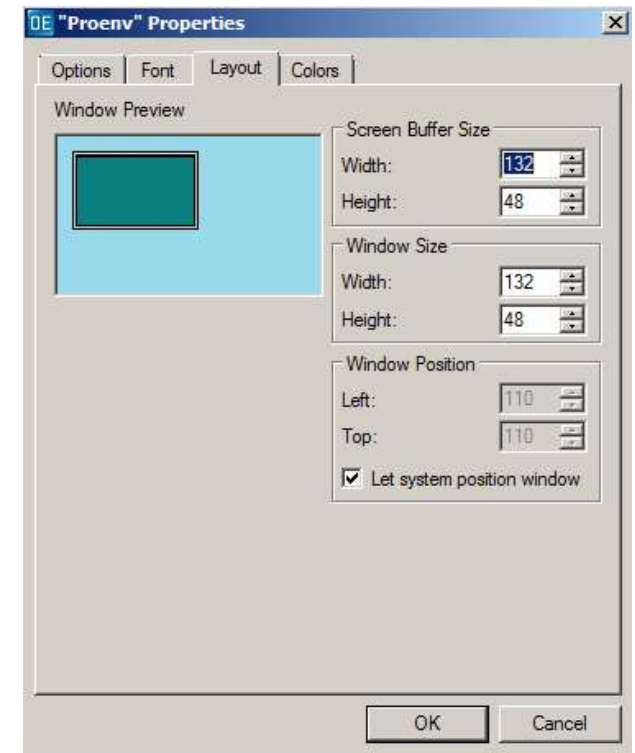 OE "Proenv" Properties
Options Font Layout Colors
Window Preview
Screen Buffer Size
Width: 132
Height: 48
Window Size
Width: 132
Height: 48
Window Position
Left: 110
Top: 110
Let system position window
OK Cancel